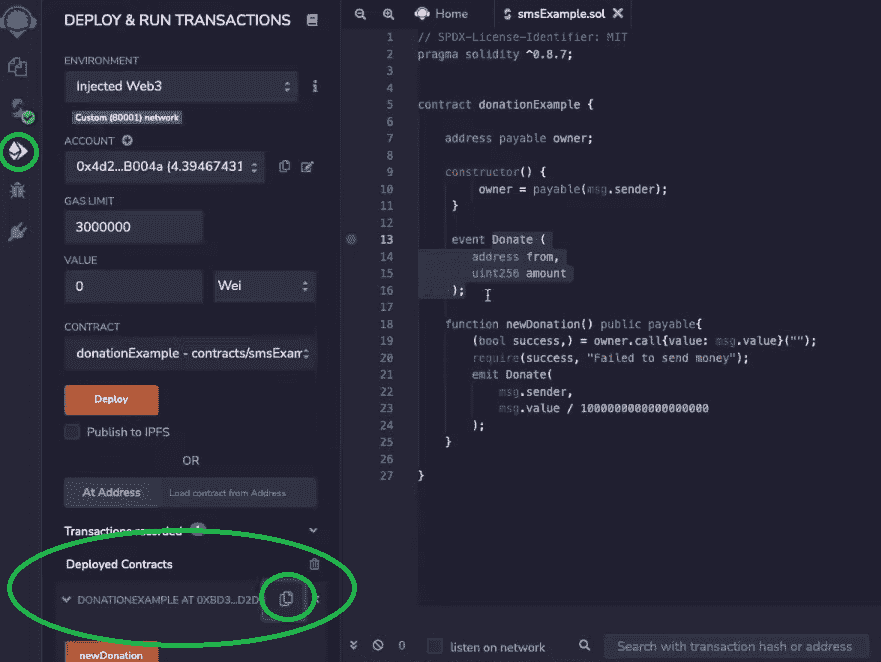 DEPLOY & RUN TRANSACTIONS
ENVIRONMENT
Injected Web3
Custom (80001) network
ACCOUNT
0x4d2...B004a (4.39467431
GAS LIMIT
3000000
VALUE
0 Wei
CONTRACT
donationExample - contracts/smsExam
Deploy
Publish to IPFS
OR
At Address Load contract from Address
Transactions recorded 1
Deployed Contracts
DONATIONEXAMPLE AT 0XBD3...D2D
newDonation
Home smsExample.sol
1 // SPDX-License-Identifier: MIT
2 pragma solidity ^0.8.7;
3
4
5 contract donationExample {
6
7 address payable owner;
8
9 constructor() {
10 owner = payable(msg.sender);
11 }
12
13 event Donate (
14 address from,
15 uint256 amount
16 );
17
18 function newDonation() public payable{
19 (bool success,) = owner.call{value: msg.value}("");
20 require(success, "Failed to send money");
21 emit Donate(
22 msg.sender,
23 msg.value / 1000000000000000000
24 );
25 }
26
27 }
0 listen on network Search with transaction hash or address